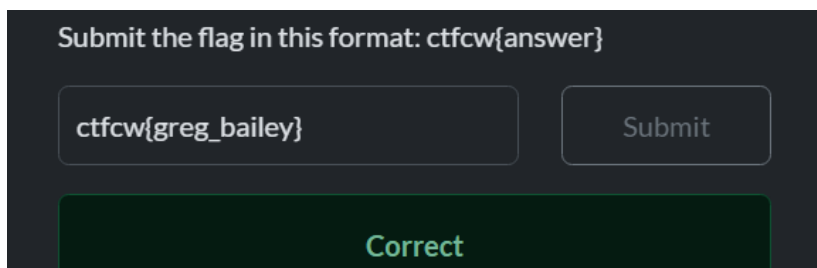 Submit the flag in this format: ctfcw{answer}
ctfcw{greg_bailey}
Submit
Correct